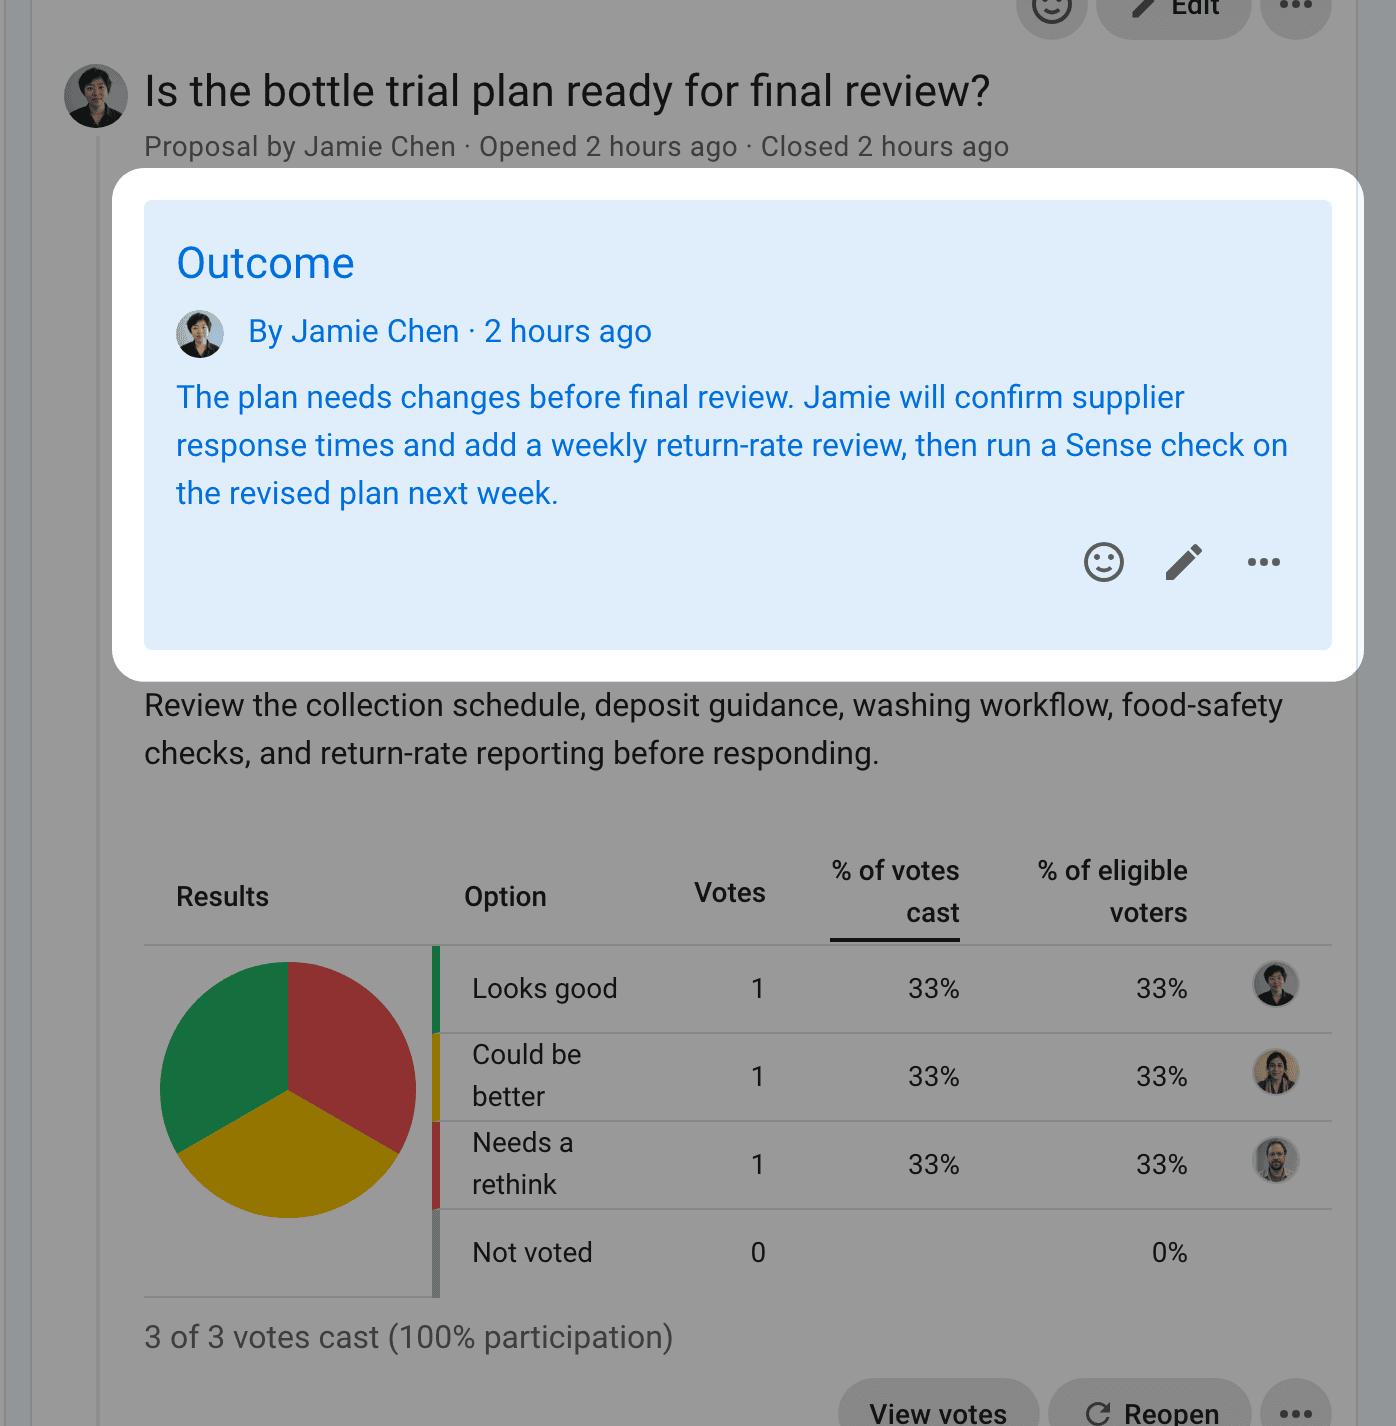 Edit
Is the bottle trial plan ready for final review?
Proposal by Jamie Chen · Opened 2 hours ago · Closed 2 hours ago
Outcome
By Jamie Chen · 2 hours ago
The plan needs changes before final review. Jamie will confirm supplier
response times and add a weekly return-rate review, then run a Sense check on
the revised plan next week.
Review the collection schedule, deposit guidance, washing workflow, food-safety
checks, and return-rate reporting before responding.
Results Option Votes % of votes cast % of eligible voters
Looks good 1 33% 33%
Could be better 1 33% 33%
Needs a rethink 1 33% 33%
Not voted 0 0%
3 of 3 votes cast (100% participation)
View votes Reopen